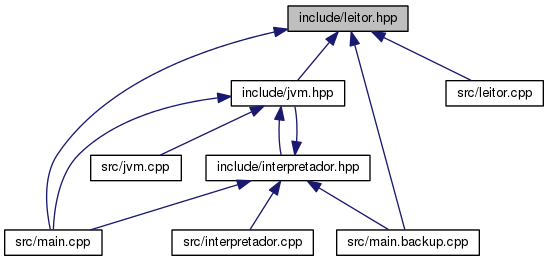 include/leitor.hpp
include/jvm.hpp
src/leitor.cpp
src/jvm.cpp
include/interpretador.hpp
src/main.cpp
src/interpretador.cpp
src/main.backup.cpp